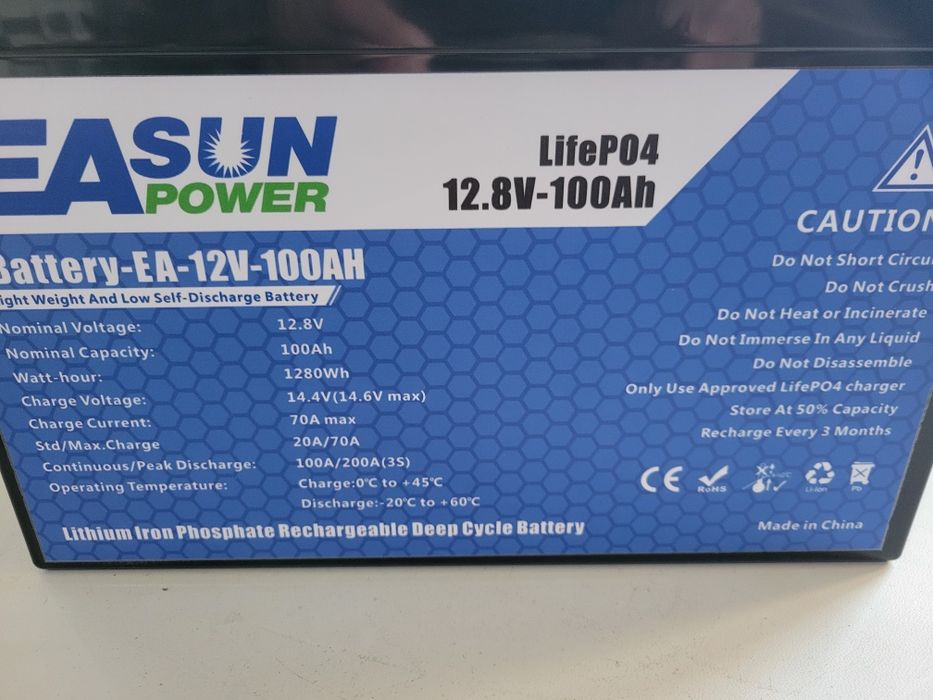 EASUN
POWER
LifePO4
12.8V-100Ah
CAUTION
Battery-EA-12V-100AH
ight Weight And Low Self-Discharge Battery
Nominal Voltage: 12.8V
Nominal Capacity: 100Ah
Watt-hour: 1280Wh
Charge Voltage: 14.4V(14.6V max)
Charge Current: 70A max
Std/Max.Charge 20A/70A
Continuous/Peak Discharge: 100A/200A(3S)
Operating Temperature: Charge:0℃ to +45℃
Discharge:-20℃ to +60℃
Lithium Iron Phosphate Rechargeable Deep Cycle Battery
Do Not Short Circui
Do Not Crush
Do Not Heat or Incinerate
Do Not Immerse In Any Liquid
Do Not Disassemble
Only Use Approved LifePO4 charger
Store At 50% Capacity
Recharge Every 3 Months
CE
RoHS
Li-ion
Pb
Made in China